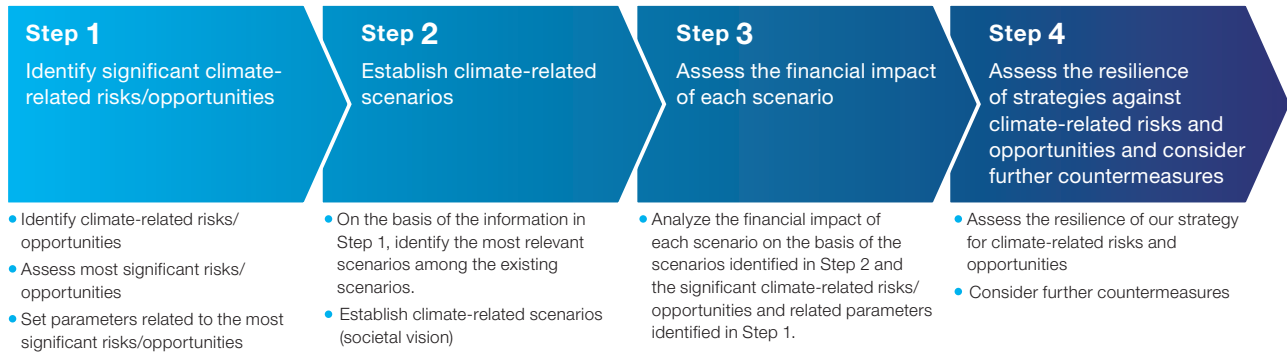 Step 1
Identify significant climate-
related risks/opportunities
• Identify climate-related risks/
opportunities
• Assess most significant risks/
opportunities
• Set parameters related to the most
significant risks/opportunities
Step 2
Establish climate-related
scenarios
• On the basis of the information in
Step 1, identify the most relevant
scenarios among the existing
scenarios.
• Establish climate-related scenarios
(societal vision)
Step 3
Assess the financial impact
of each scenario
• Analyze the financial impact of
each scenario on the basis of the
scenarios identified in Step 2 and
the significant climate-related risks/
opportunities and related parameters
identified in Step 1.
Step 4
Assess the resilience
of strategies against
climate-related risks and
opportunities and consider
further countermeasures
• Assess the resilience of our strategy
for climate-related risks and
opportunities
• Consider further countermeasures